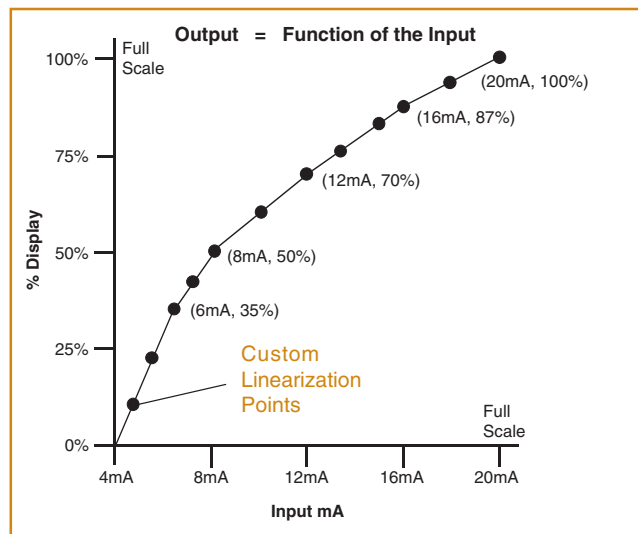 Output = Function of the Input
Full
Scale
100%
(20mA, 100%)
(16mA, 87%)
75%
(12mA, 70%)
50%
(8mA, 50%)
% Display
(6mA, 35%)
25%
Custom
Linearization
Points
Full
Scale
0%
4mA
8mA
12mA
16mA
20mA
Input mA